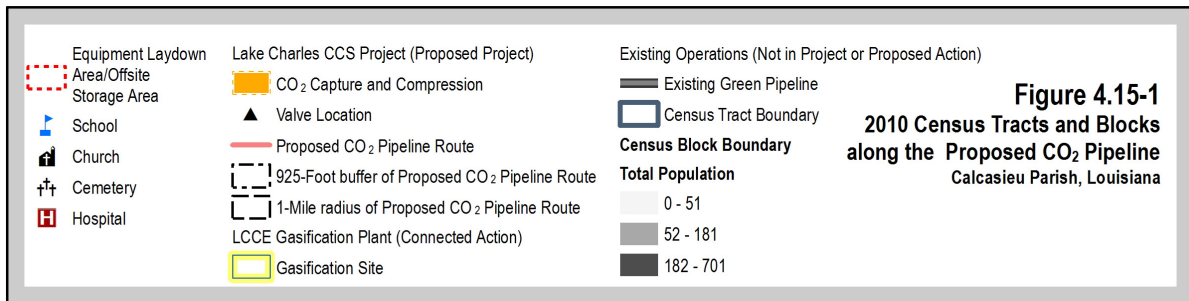 Equipment Laydown
Area/Offsite
Storage Area
School
Church
Cemetery
Hospital
Lake Charles CCS Project (Proposed Project)
CO2 Capture and Compression
Valve Location
Proposed CO2 Pipeline Route
925-Foot buffer of Proposed CO2 Pipeline Route
1-Mile radius of Proposed CO2 Pipeline Route
LCCE Gasification Plant (Connected Action)
Gasification Site
Existing Operations (Not in Project or Proposed Action)
Existing Green Pipeline
Census Tract Boundary
Census Block Boundary
Total Population
0 - 51
52 - 181
182 - 701
Figure 4.15-1
2010 Census Tracts and Blocks
along the Proposed CO2 Pipeline
Calcasieu Parish, Louisiana